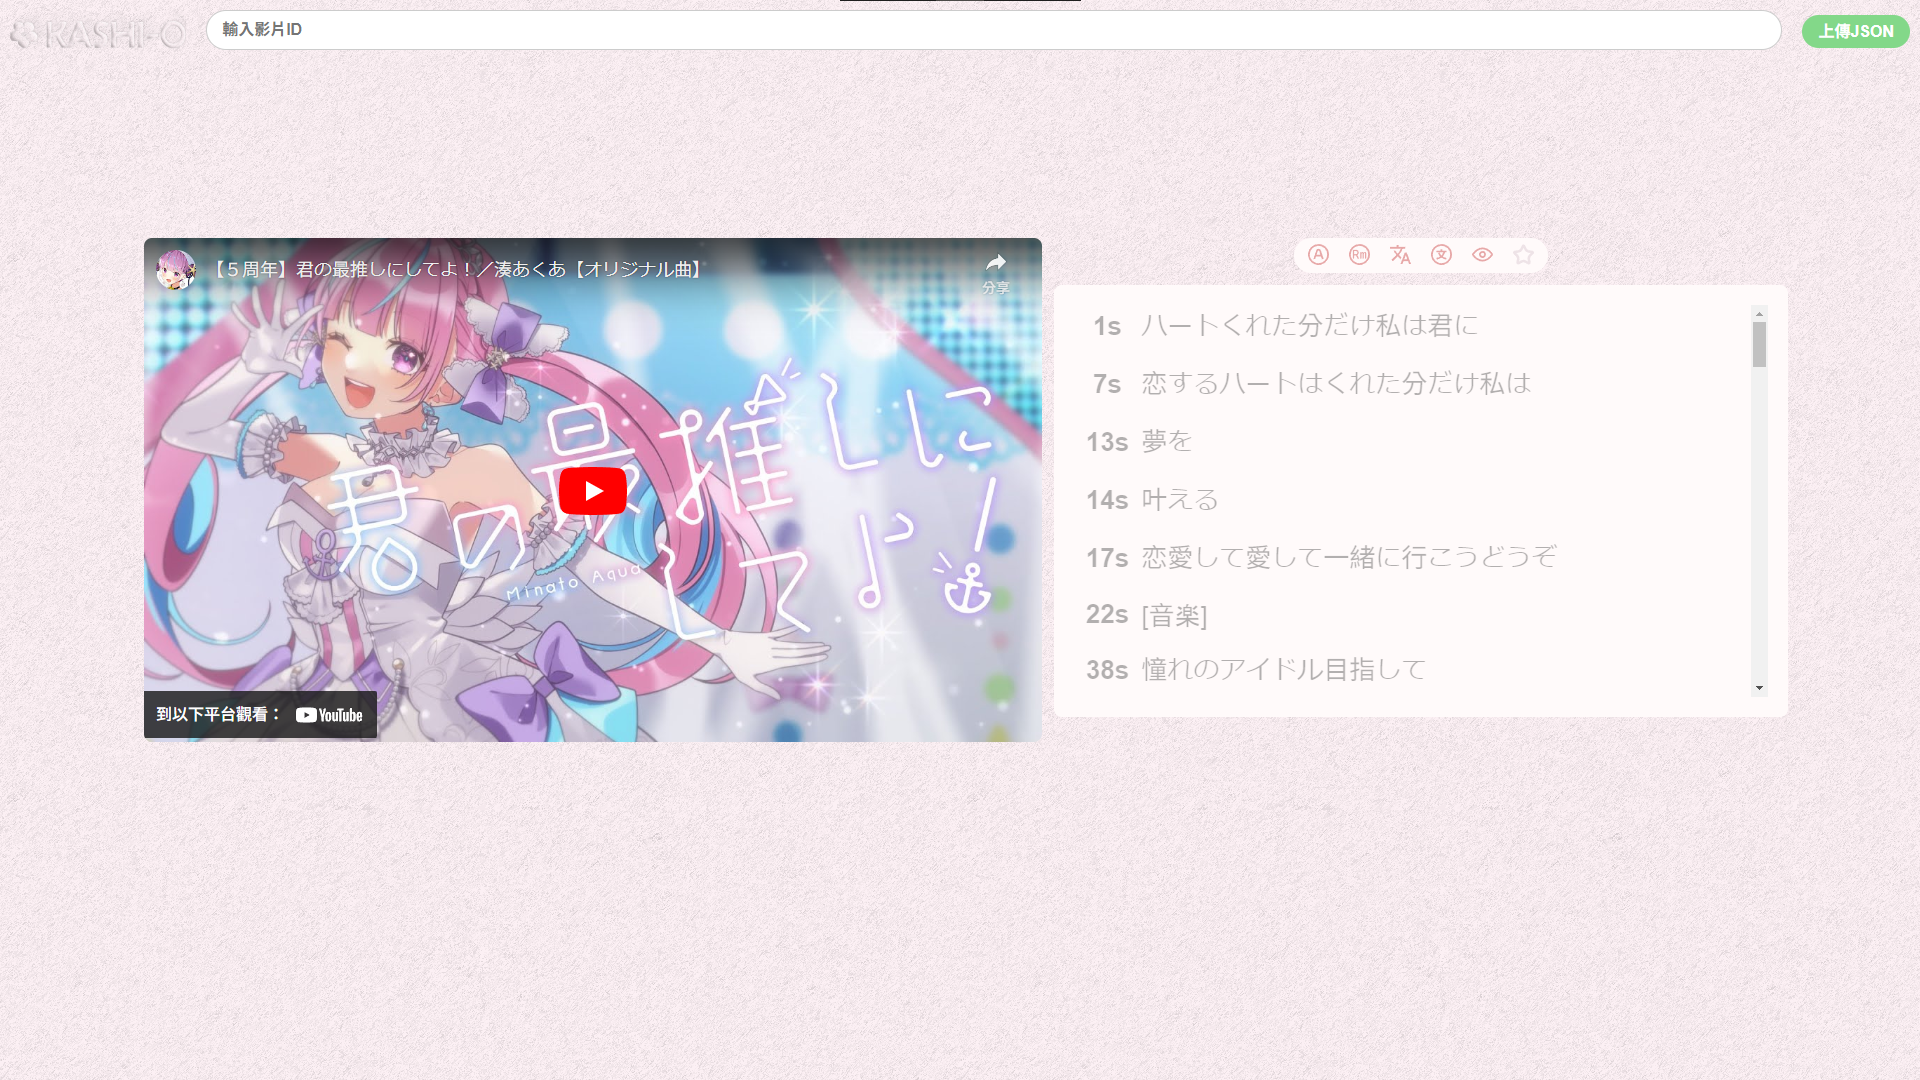 KASHI-O
輸入影片ID
上傳JSON
【５周年】君の最推しにしてよ！／湊あくあ【オリジナル曲】
分享
君の最推しにしてよ！
Minato Aqua
到以下平台觀看： YouTube
A Rm 文A 文
1s ハートくれた分だけ私は君に
7s 恋するハートはくれた分だけ私は
13s 夢を
14s 叶える
17s 恋愛して愛して一緒に行こうどうぞ
22s [音楽]
38s 憧れのアイドル目指して